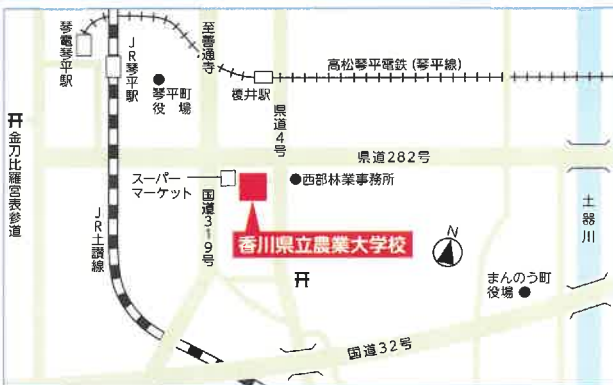 琴電琴平駅
JR琴平駅
至善通寺
高松琴平電鉄(琴平線)
琴平町
役 場
榎井駅
県道4号
県道282号
金刀比羅宮表参道
スーパー
マーケット
西部林業事務所
国道319号
JR土讃線
香川県立農業大学校
N
土器川
まんのう町
役場
国道32号